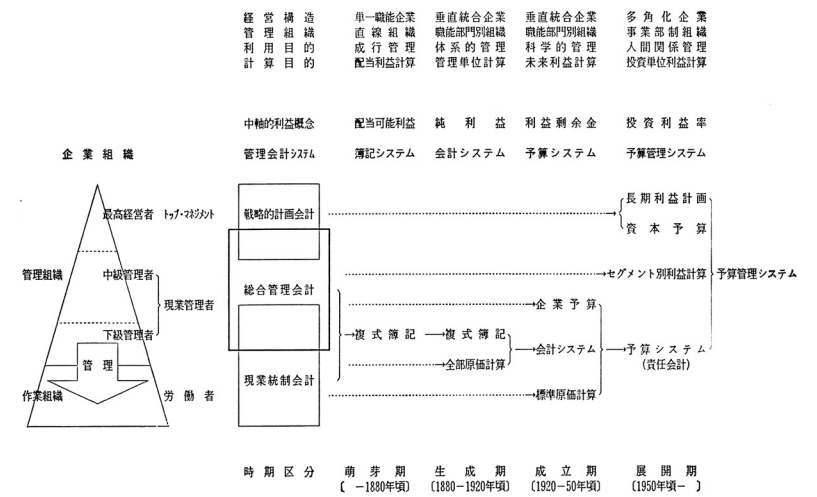 経営構造 単一職能企業 垂直統合企業 垂直統合企業 多角化企業
管理組織 直線組織 職能部門別組織 職能部門別組織 事業部制組織
利用目的 成行管理 体系的管理 科学的管理 人間関係管理
計算目的 配当利益計算 管理単位計算 未来利益計算 投資単位利益計算
中軸的利益概念 配当可能利益 純利益 利益剰余金 投資利益率
企業組織 管理会計システム 簿記システム 会計システム 予算システム 予算管理システム
長期利益計画
最高経営者 トップ・マネジメント 戦略的計画会計
資本予算
管理組織 中級管理者 セグメント別利益計算 予算管理システム
総合管理会計
現業管理者 企業予算
下級管理者 複式簿記 複式簿記
会計システム 予算システム
管理 全部原価計算 (責任会計)
現業統制会計
作業組織 労働者 標準原価計算
時期区分 萌芽期 生成期 成立期 展開期
〔 -1880年頃〕 〔1880-1920年頃〕 〔1920-50年頃〕 〔1950年頃- 〕